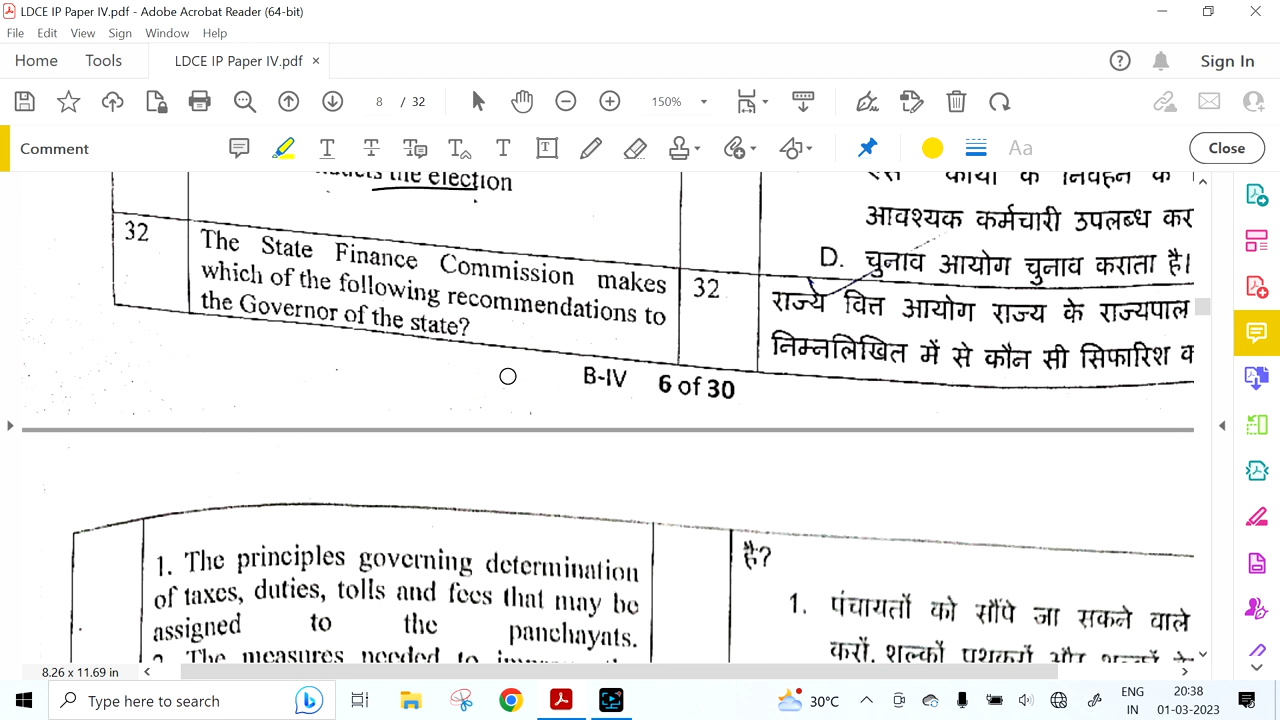 LDCE IP Paper IV.pdf - Adobe Acrobat Reader (64-bit)
File Edit View Sign Window Help
Home Tools LDCE IP Paper IV.pdf × Sign In
8 / 32 150%
Comment Aa Close
the election
32
The State Finance Commission makes
which of the following recommendations to
the Governor of the state?
आवश्यक कर्मचारी उपलब्ध कर
D. चुनाव आयोग चुनाव कराता है।
32
राज्य वित्त आयोग राज्य के राज्यपाल
निम्नलिखित में से कौन सी सिफारिश क
B-IV 6 of 30
1. The principles governing determination
of taxes, duties, tolls and fees that may be
assigned to the panchayats.
The measures needed to
है?
1. पंचायतों को सौंपे जा सकने वाले
8.26 x 11.69 in
Type here to search
30°C
ENG
IN
20:38
01-03-2023